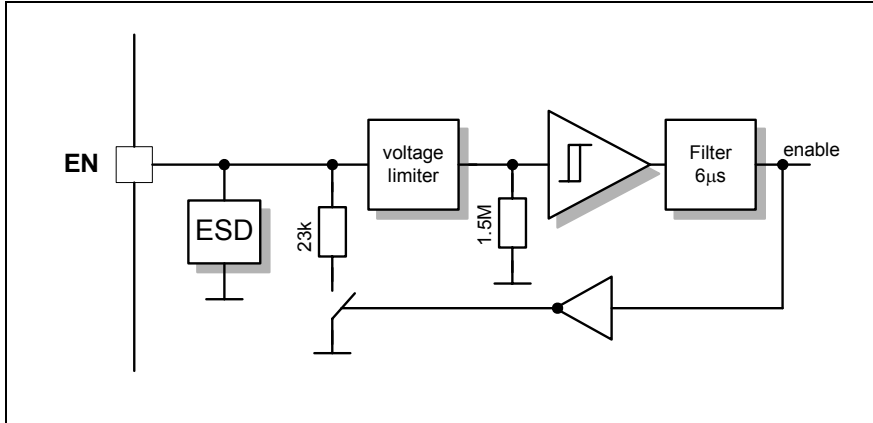 EN
ESD
23k
voltage
limiter
1.5M
Filter
6µs
enable